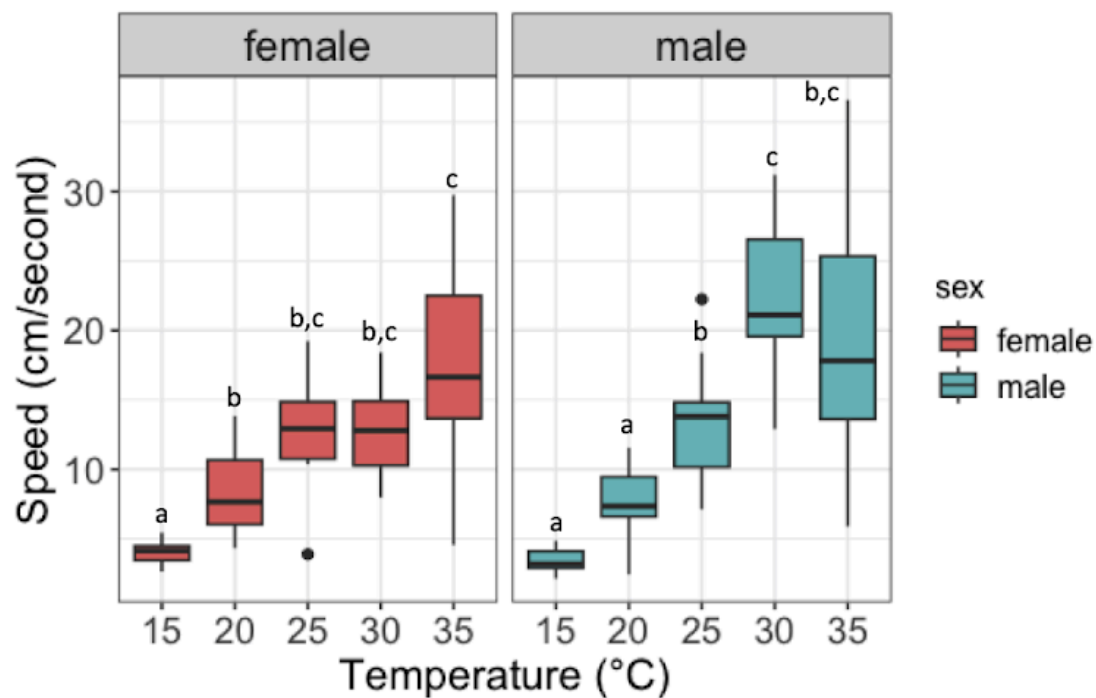 female male
b,c
c
c
b,c b,c
b
b
a
a
a
a
30
20
10
Speed (cm/second)
15 20 25 30 35 15 20 25 30 35
Temperature (°C)
sex
female
male